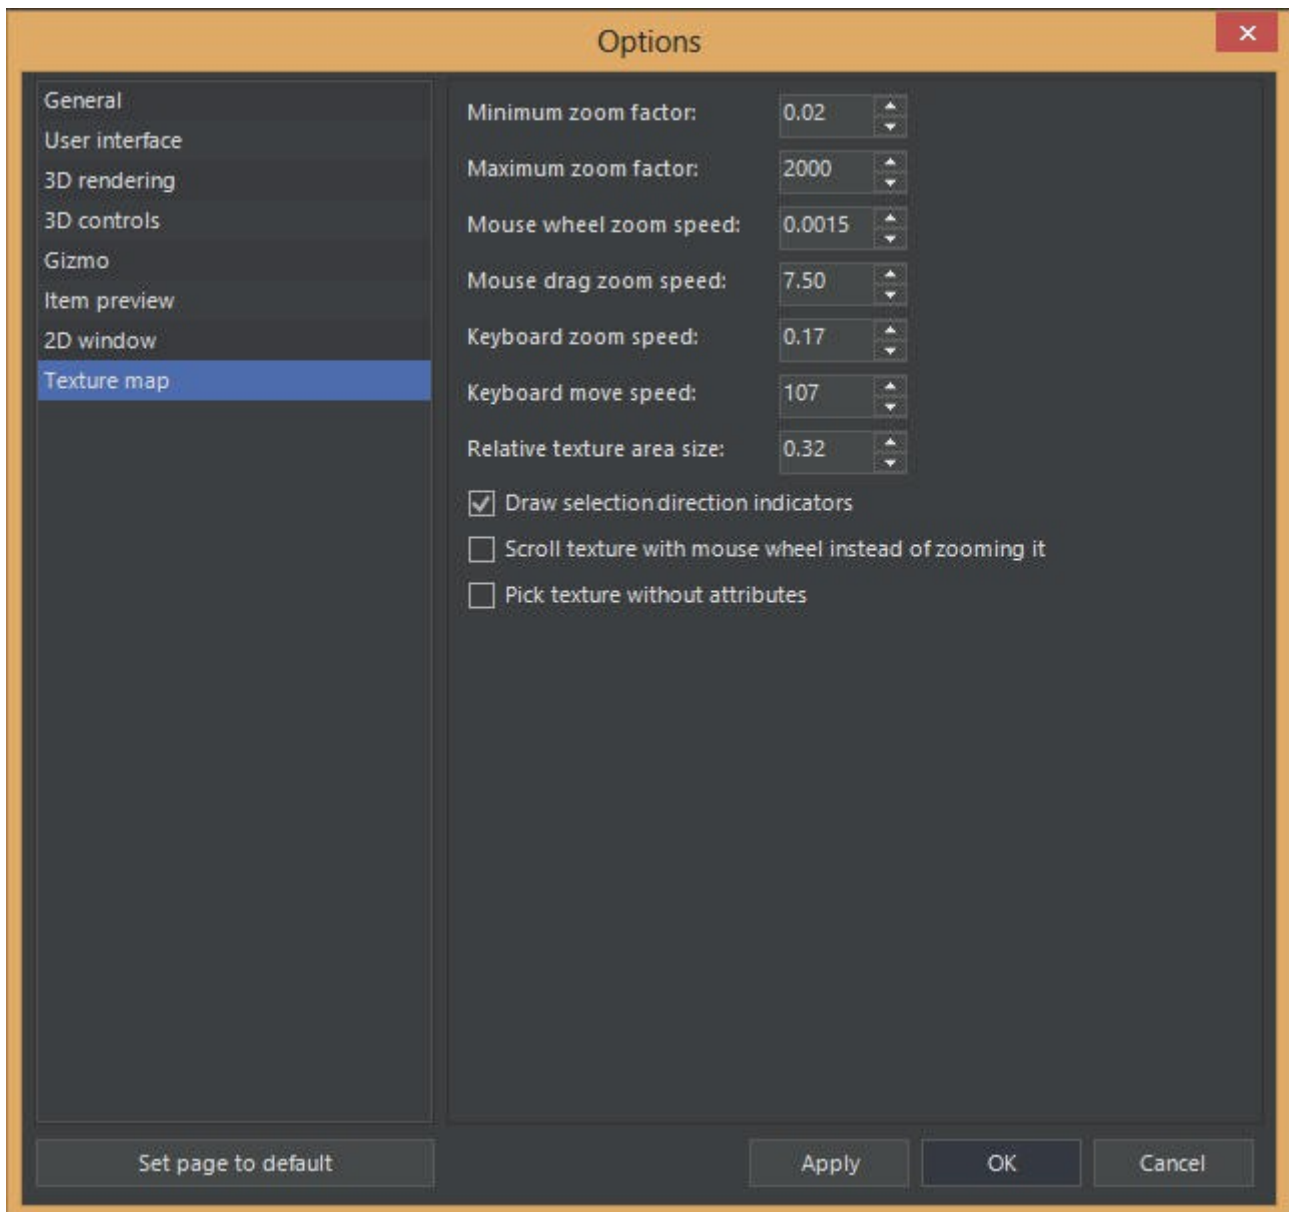 Options
General
User interface
3D rendering
3D controls
Gizmo
Item preview
2D window
Texture map
Minimum zoom factor: 0.02
Maximum zoom factor: 2000
Mouse wheel zoom speed: 0.0015
Mouse drag zoom speed: 7.50
Keyboard zoom speed: 0.17
Keyboard move speed: 107
Relative texture area size: 0.32
Draw selection direction indicators
Scroll texture with mouse wheel instead of zooming it
Pick texture without attributes
Set page to default
Apply
OK
Cancel